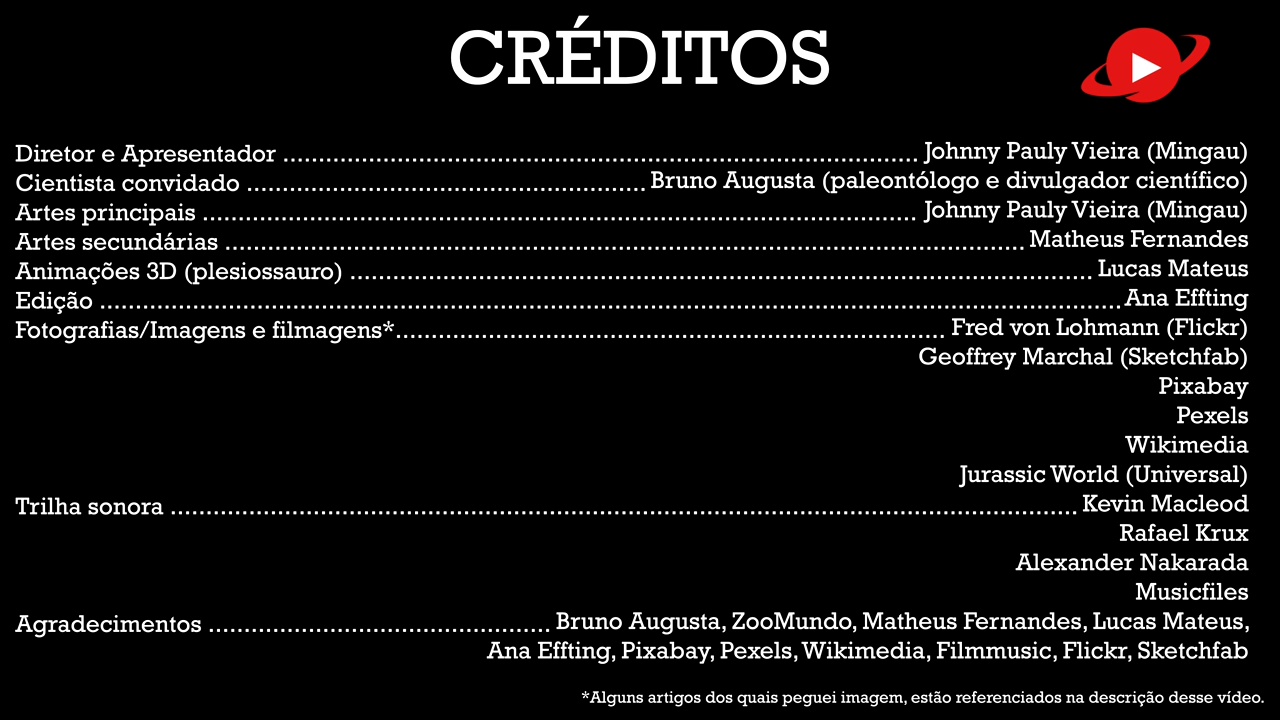 CRÉDITOS
Diretor e Apresentador ........................................................................................ Johnny Pauly Vieira (Mingau)
Cientista convidado ....................................................... Bruno Augusta (paleontólogo e divulgador científico)
Artes principais ................................................................................................... Johnny Pauly Vieira (Mingau)
Artes secundárias ............................................................................................................... Matheus Fernandes
Animações 3D (plesiossauro) ....................................................................................................... Lucas Mateus
Edição .............................................................................................................................................. Ana Effting
Fotografias/Imagens e filmagens*............................................................................ Fred von Lohmann (Flickr)
Geoffrey Marchal (Sketchfab)
Pixabay
Pexels
Wikimedia
Jurassic World (Universal)
Trilha sonora .............................................................................................................................. Kevin Macleod
Rafael Krux
Alexander Nakarada
Musicfiles
Agradecimentos ................................................ Bruno Augusta, ZooMundo, Matheus Fernandes, Lucas Mateus,
Ana Effting, Pixabay, Pexels, Wikimedia, Filmmusic, Flickr, Sketchfab
*Alguns artigos dos quais peguei imagem, estão referenciados na descrição desse vídeo.